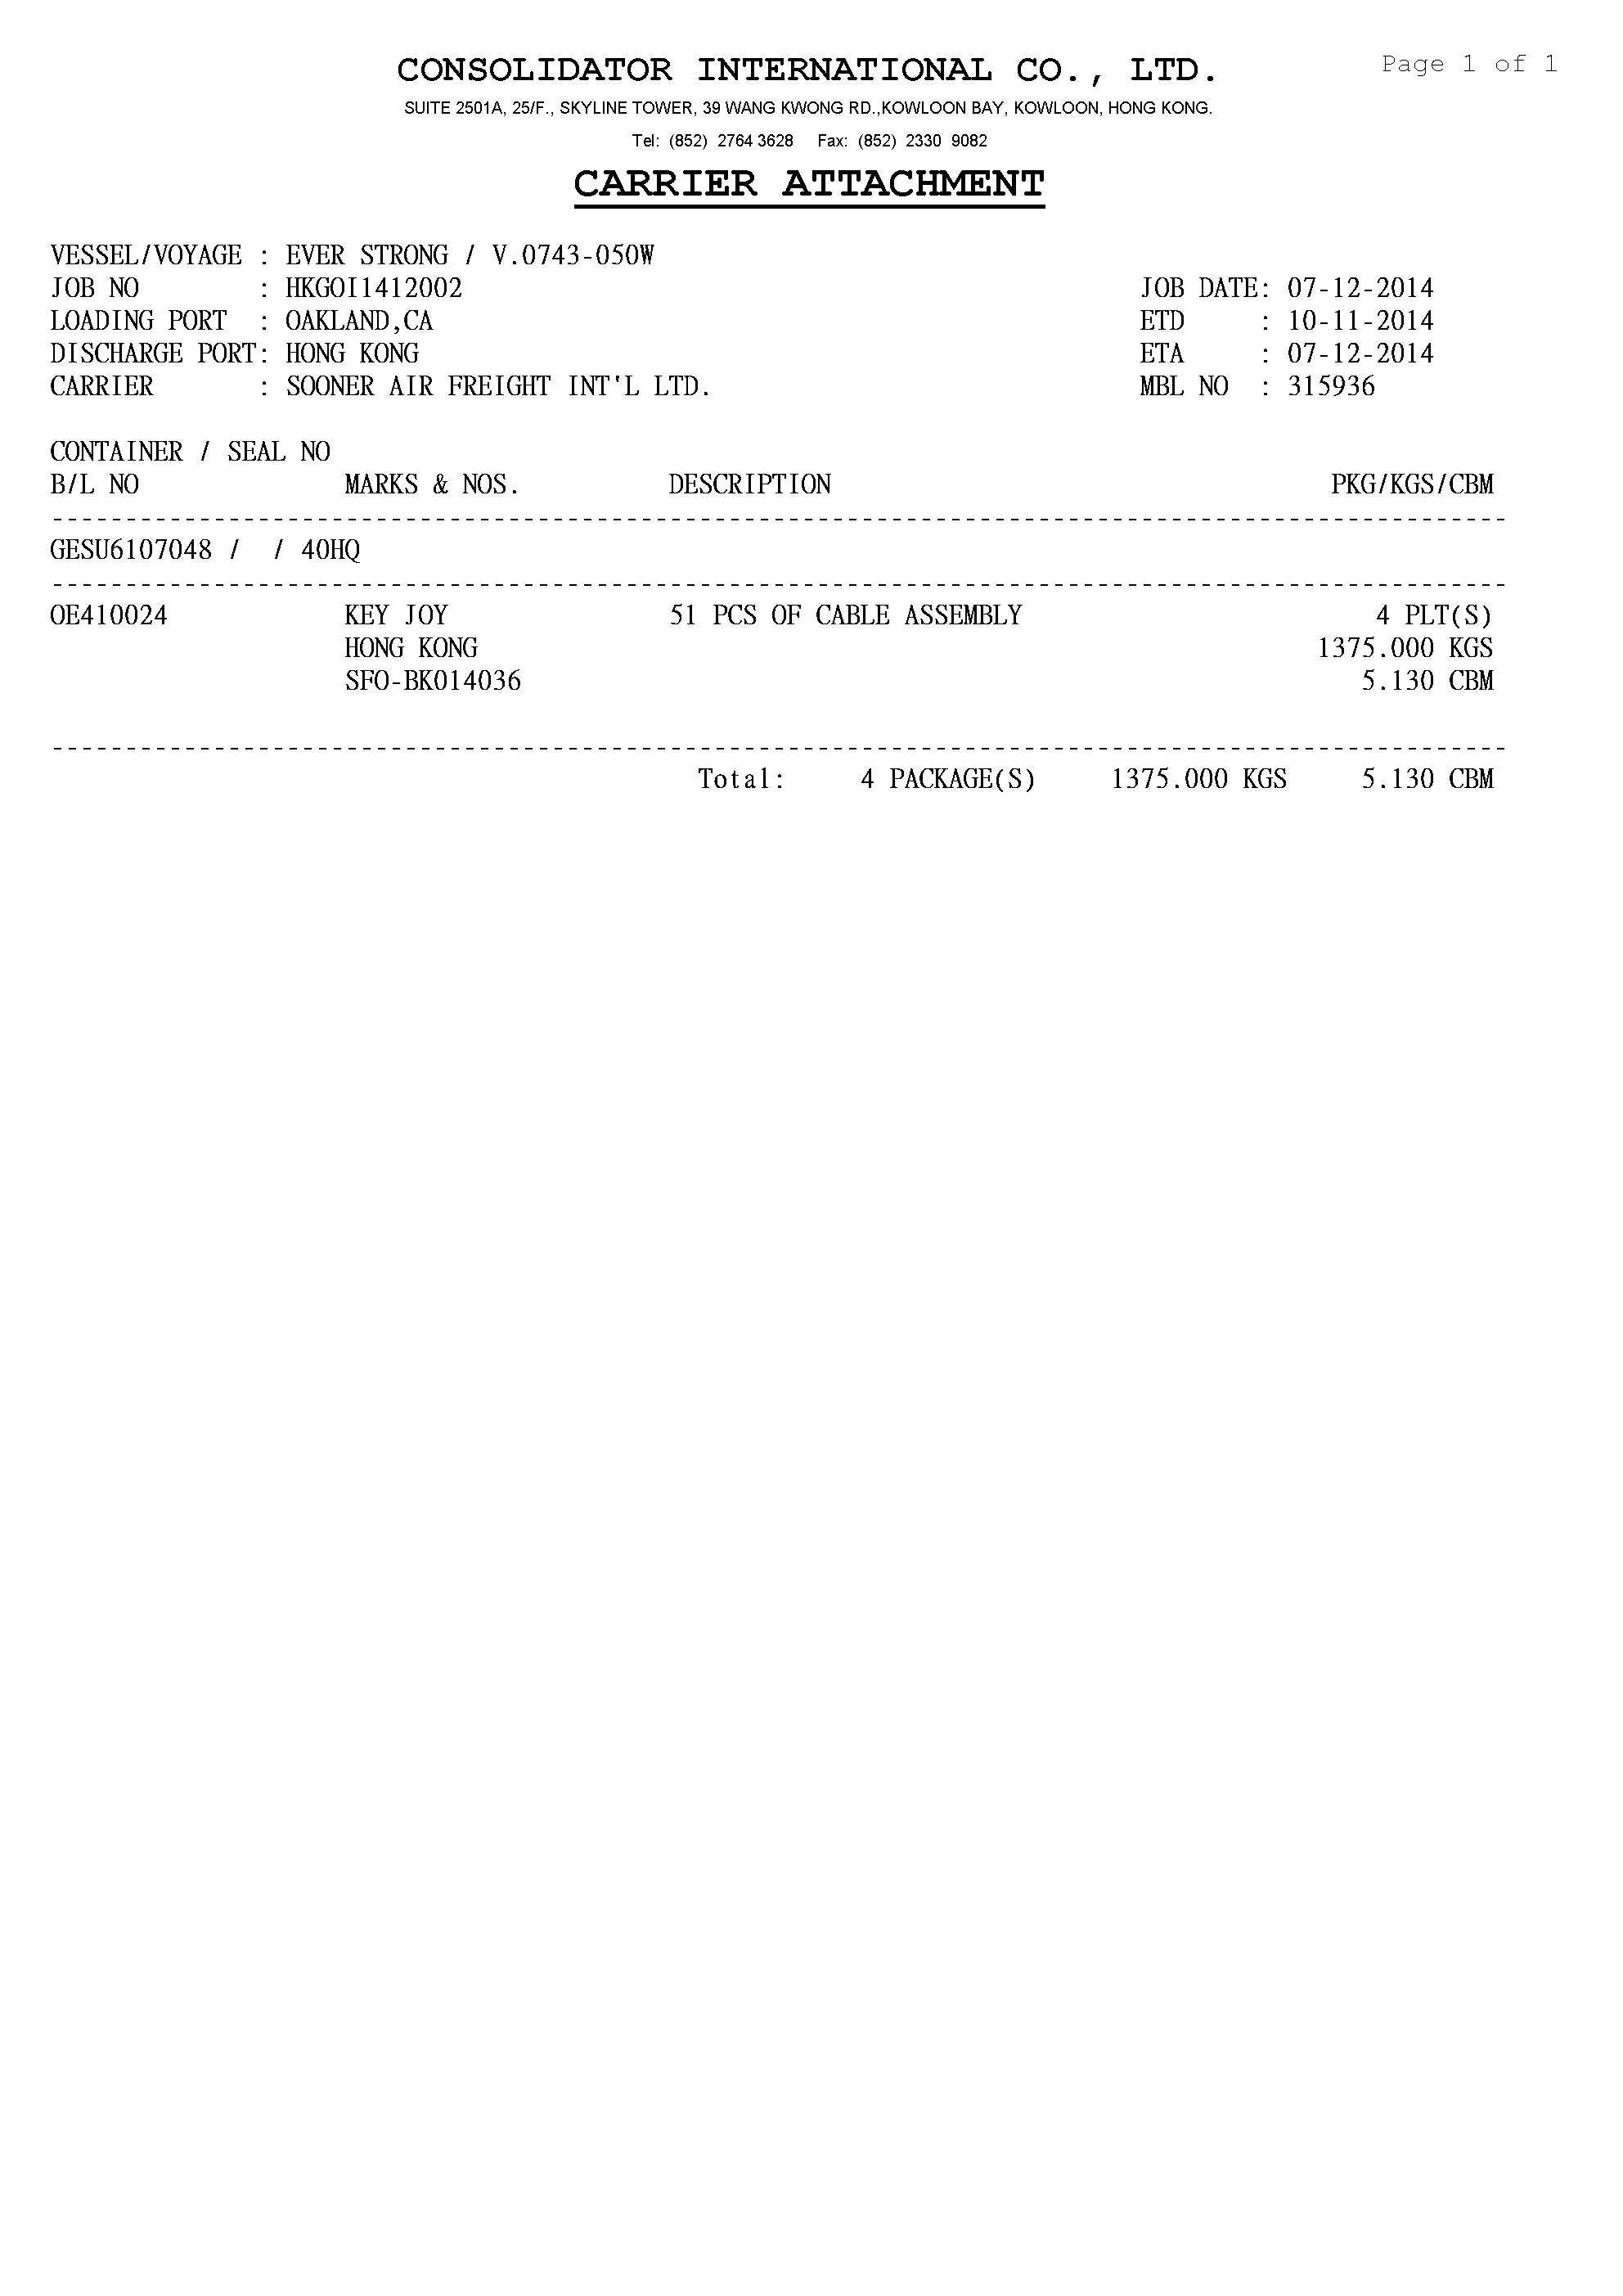 CONSOLIDATOR INTERNATIONAL CO., LTD.
Page 1 of 1
SUITE 2501A, 25/F., SKYLINE TOWER, 39 WANG KWONG RD.,KOWLOON BAY, KOWLOON, HONG KONG.
Tel: (852) 2764 3628 Fax: (852) 2330 9082
CARRIER ATTACHMENT
VESSEL/VOYAGE : EVER STRONG / V.0743-050W
JOB NO : HKGOI1412002 JOB DATE: 07-12-2014
LOADING PORT : OAKLAND,CA ETD : 10-11-2014
DISCHARGE PORT: HONG KONG ETA : 07-12-2014
CARRIER : SOONER AIR FREIGHT INT'L LTD. MBL NO : 315936
CONTAINER / SEAL NO
B/L NO MARKS & NOS. DESCRIPTION PKG/KGS/CBM
GESU6107048 / / 40HQ
OE410024 KEY JOY 51 PCS OF CABLE ASSEMBLY 4 PLT(S)
HONG KONG 1375.000 KGS
SFO-BK014036 5.130 CBM
Total: 4 PACKAGE(S) 1375.000 KGS 5.130 CBM